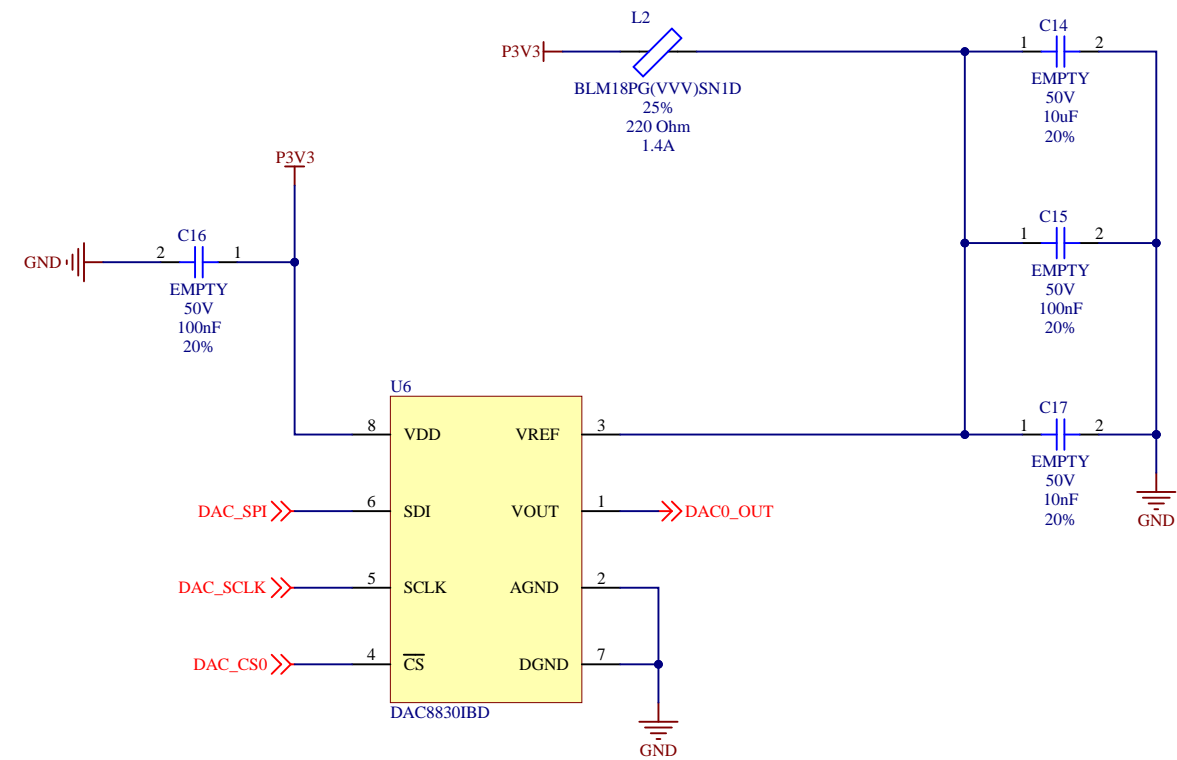 L2
P3V3
BLM18PG(VVV)SN1D
25%
220 Ohm
1.4A
C14
1
2
EMPTY
50V
10uF
20%
P3V3
C16
GND
2
1
EMPTY
50V
100nF
20%
C15
1
2
EMPTY
50V
100nF
20%
U6
8
VDD
VREF
3
C17
1
2
EMPTY
50V
10nF
20%
GND
DAC_SPI
6
SDI
VOUT
1
DAC0_OUT
DAC_SCLK
5
SCLK
AGND
2
DAC_CS0
4
CS
DGND
7
DAC8830IBD
GND